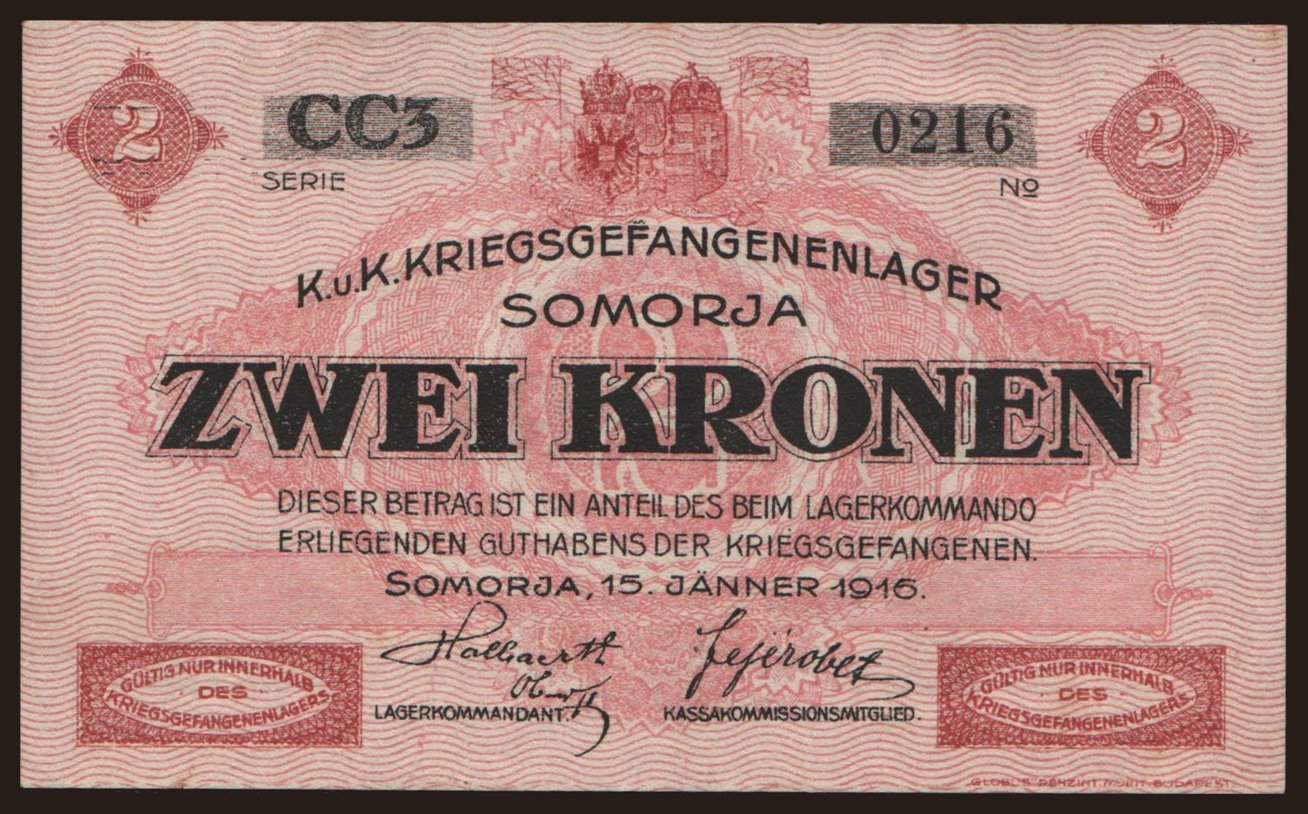 2
CC3
0216
2
SERIE
No
K.u.K. KRIEGSGEFANGENENLAGER
SOMORJA
ZWEI KRONEN
DIESER BETRAG IST EIN ANTEIL DES BEIM LAGERKOMMANDO
ERLIEGENDEN GUTHABENS DER KRIEGSGEFANGENEN.
SOMORJA, 15. JÄNNER 1916.
LAGERKOMMANDANT.
KASSAKOMMISSIONSMITGLIED.
GÜLTIG NUR INNERHALB
DES
KRIEGSGEFANGENENLAGERS
GÜLTIG NUR INNERHALB
DES
KRIEGSGEFANGENENLAGERS
BUDAPEST.